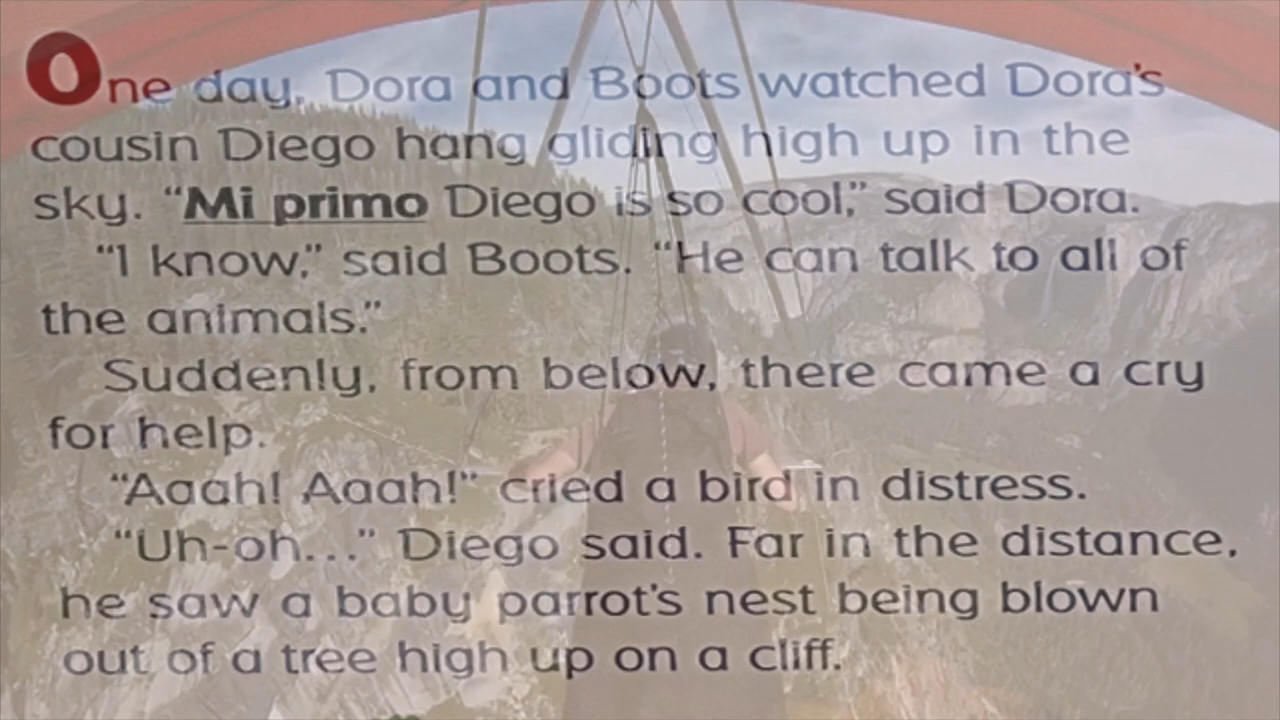 One day, Dora and Boots watched Dora's
cousin Diego hang gliding high up in the
sky. “Mi primo Diego is so cool,” said Dora.
“I know,” said Boots. “He can talk to all of
the animals.”
Suddenly, from below, there came a cry
for help.
“Aaah! Aaah!” cried a bird in distress.
“Uh-oh...” Diego said. Far in the distance,
he saw a baby parrot's nest being blown
out of a tree high up on a cliff.